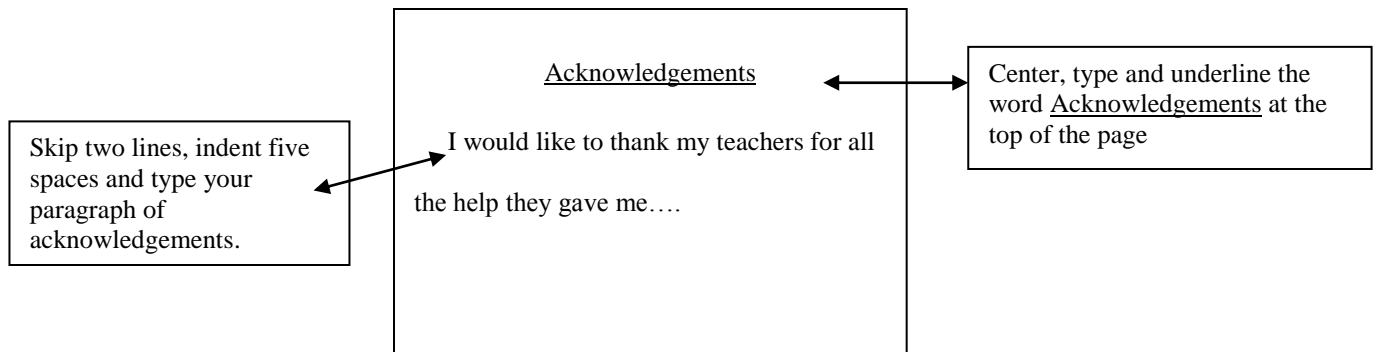 Acknowledgements
I would like to thank my teachers for all
the help they gave me….
Skip two lines, indent five
spaces and type your
paragraph of
acknowledgements.
Center, type and underline the
word Acknowledgements at the
top of the page